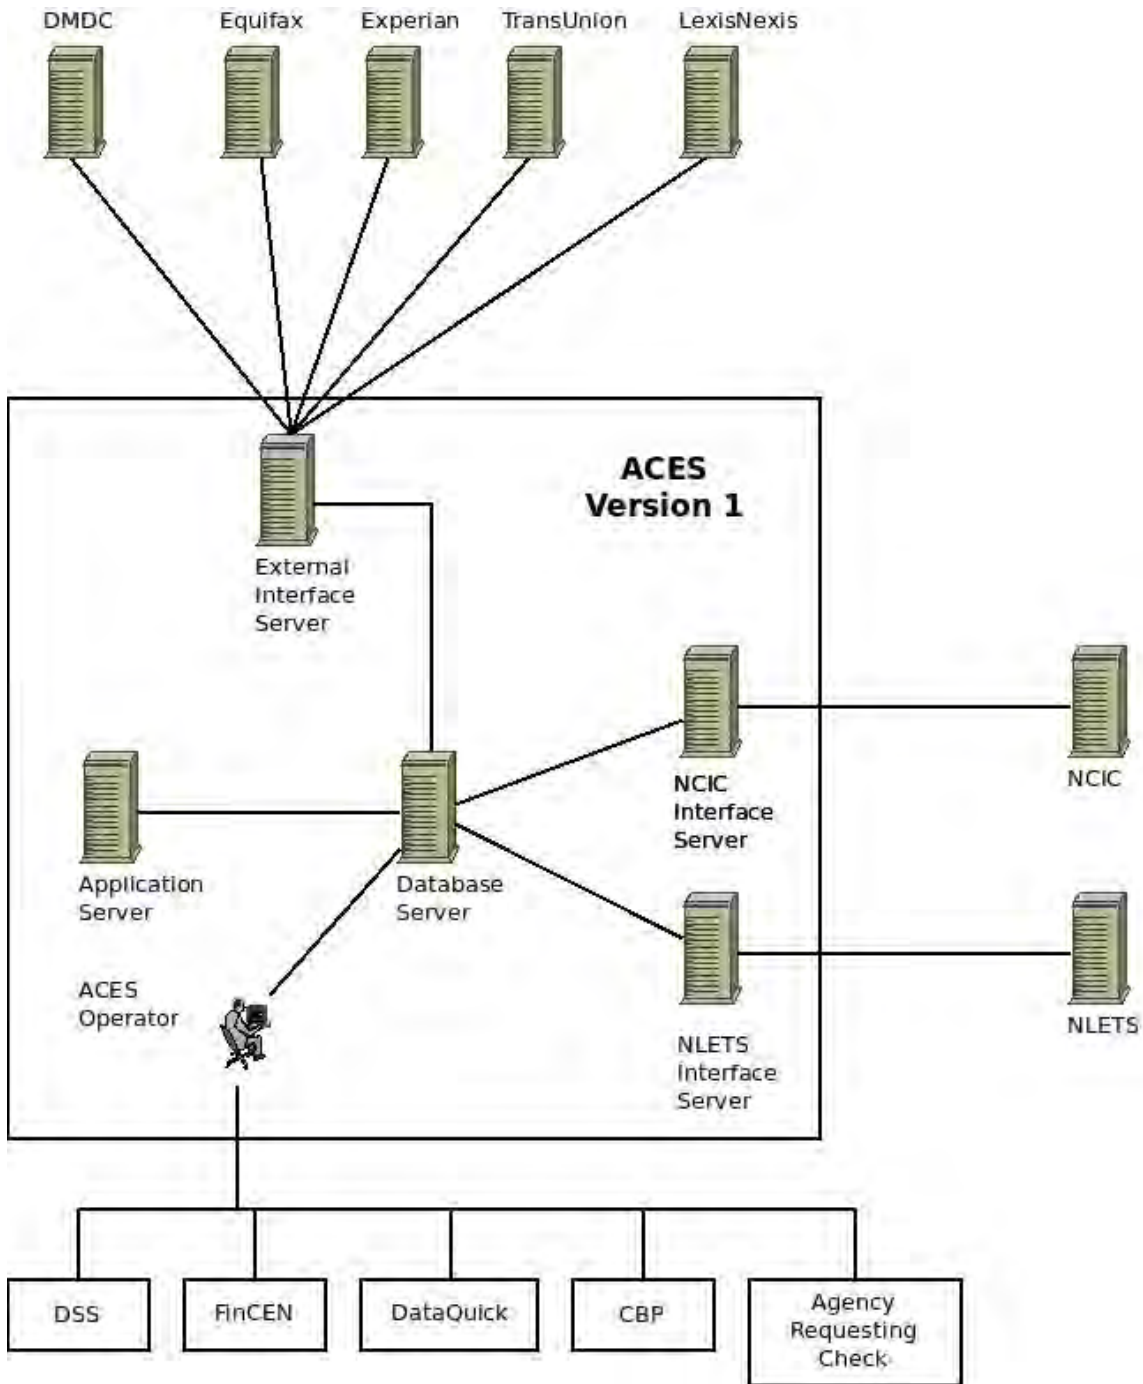 DMDC
Equifax
Experian
TransUnion
LexisNexis
ACES
Version 1
External
Interface
Server
NCIC
Interface
Server
NCIC
Application
Server
Database
Server
ACES
Operator
NLETS
Interface
Server
NLETS
DSS
FinCEN
DataQuick
CBP
Agency
Requesting
Check